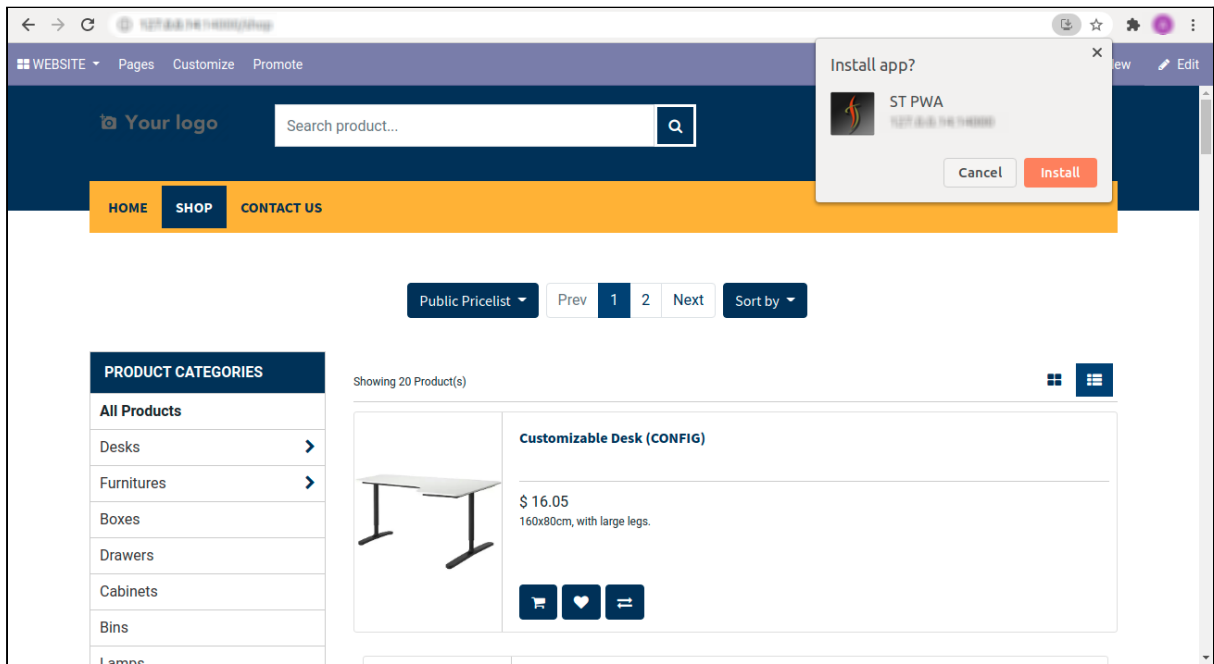 WEBSITE Pages Customize Promote
Edit
Install app?
ST PWA
Cancel Install
Your logo
Search product...
HOME SHOP CONTACT US
Public Pricelist Prev 1 2 Next Sort by
PRODUCT CATEGORIES
All Products
Desks
Furnitures
Boxes
Drawers
Cabinets
Bins
Lamps
Showing 20 Product(s)
Customizable Desk (CONFIG)
$ 16.05
160x80cm, with large legs.